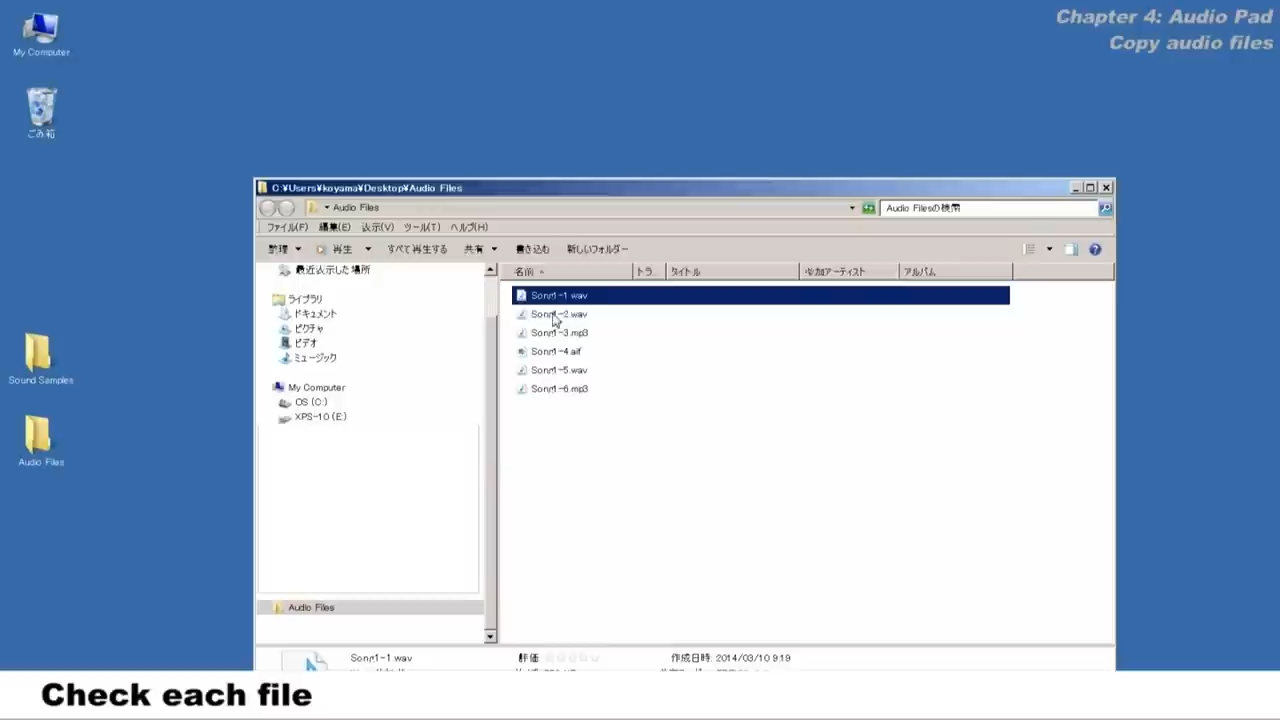 Chapter 4: Audio Pad
Copy audio files
My Computer
ごみ箱
Sound Samples
Audio Files
C:¥Users¥koyama¥Desktop¥Audio Files
Audio Files
Audio Filesの検索
ファイル(F) 編集(E) 表示(V) ツール(T) ヘルプ(H)
整理 再生 すべて再生する 共有 書き込む 新しいフォルダー
最近表示した場所
ライブラリ
ドキュメント
ピクチャ
ビデオ
ミュージック
My Computer
OS (C:)
XPS-10 (E:)
Audio Files
名前 トラ... タイトル 参加アーティスト アルバム
Song1-1.wav
Song1-2.wav
Song1-3.mp3
Song1-4.aif
Song1-5.wav
Song1-6.mp3
Song1-1.wav 評価: 作成日時: 2014/03/10 9:19
Check each file